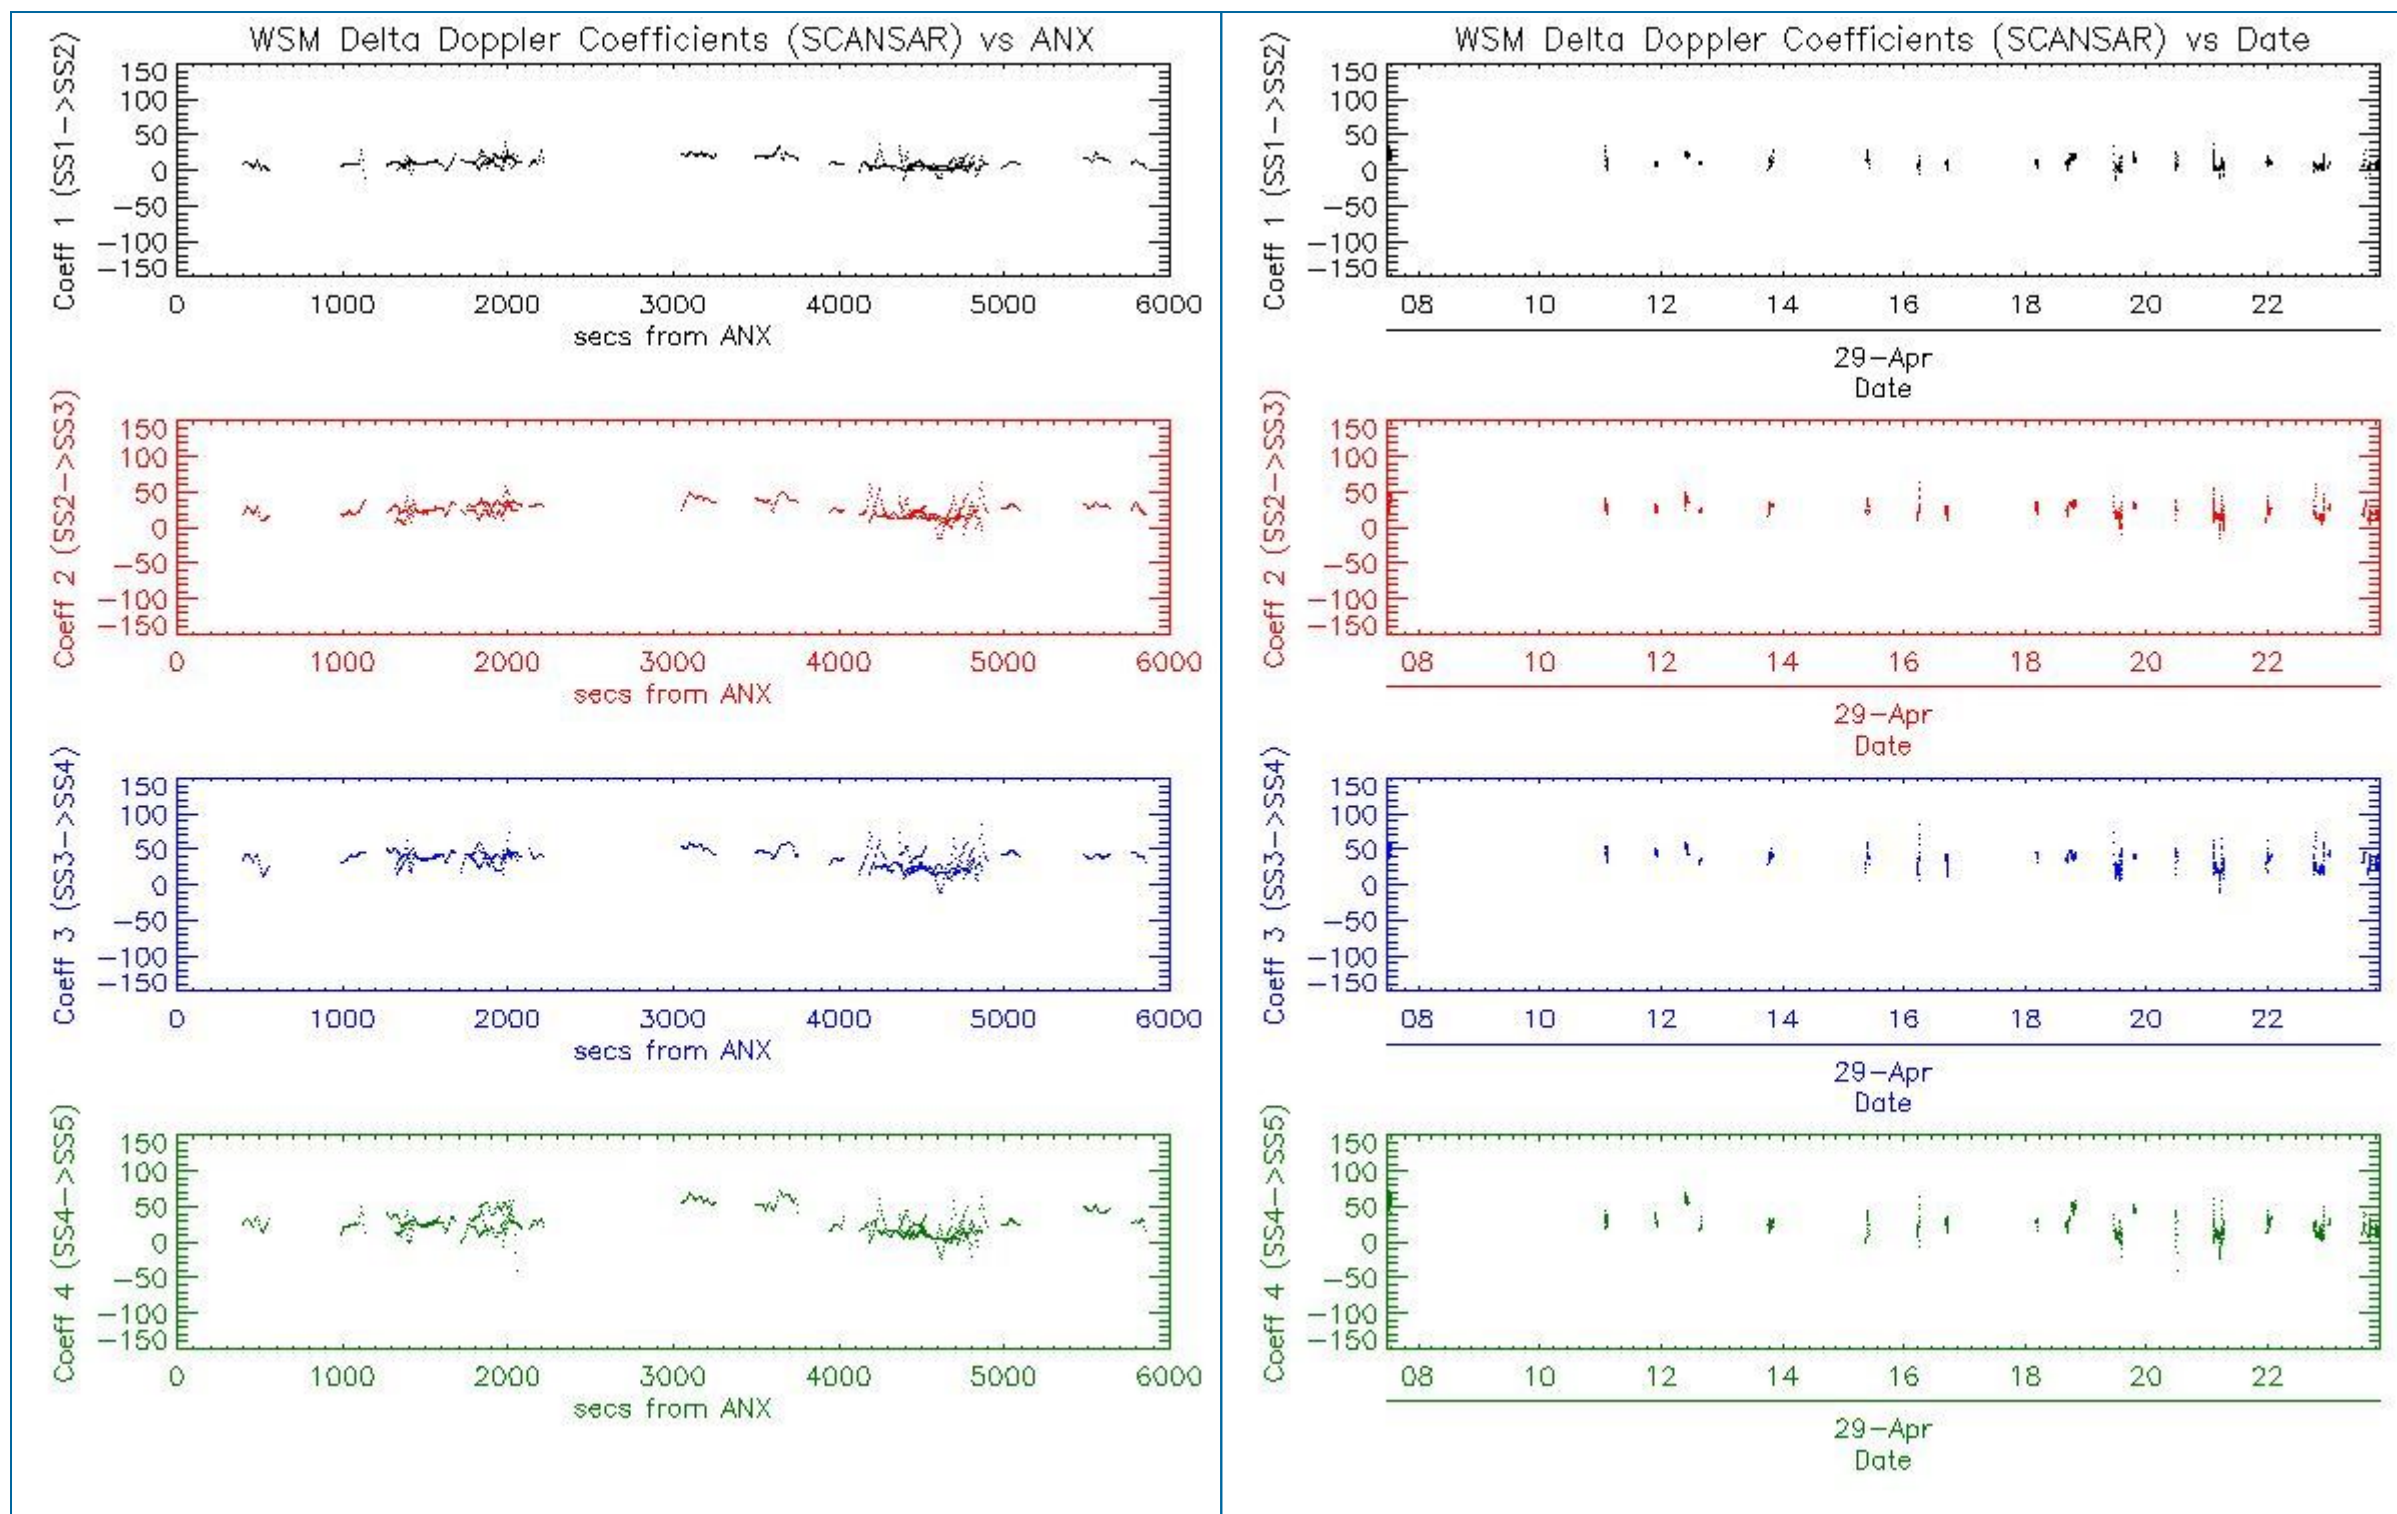 WSM Delta Doppler Coefficients (SCANSAR) vs ANX
Coeff 1 (SS1->SS2)
150
100
50
0
-50
-100
-150
0 1000 2000 3000 4000 5000 6000
secs from ANX
Coeff 2 (SS2->SS3)
150
100
50
0
-50
-100
-150
0 1000 2000 3000 4000 5000 6000
secs from ANX
Coeff 3 (SS3->SS4)
150
100
50
0
-50
-100
-150
0 1000 2000 3000 4000 5000 6000
secs from ANX
Coeff 4 (SS4->SS5)
150
100
50
0
-50
-100
-150
0 1000 2000 3000 4000 5000 6000
secs from ANX
WSM Delta Doppler Coefficients (SCANSAR) vs Date
Coeff 1 (SS1->SS2)
150
100
50
0
-50
-100
-150
08 10 12 14 16 18 20 22
29-Apr
Date
Coeff 2 (SS2->SS3)
150
100
50
0
-50
-100
-150
08 10 12 14 16 18 20 22
29-Apr
Date
Coeff 3 (SS3->SS4)
150
100
50
0
-50
-100
-150
08 10 12 14 16 18 20 22
29-Apr
Date
Coeff 4 (SS4->SS5)
150
100
50
0
-50
-100
-150
08 10 12 14 16 18 20 22
29-Apr
Date